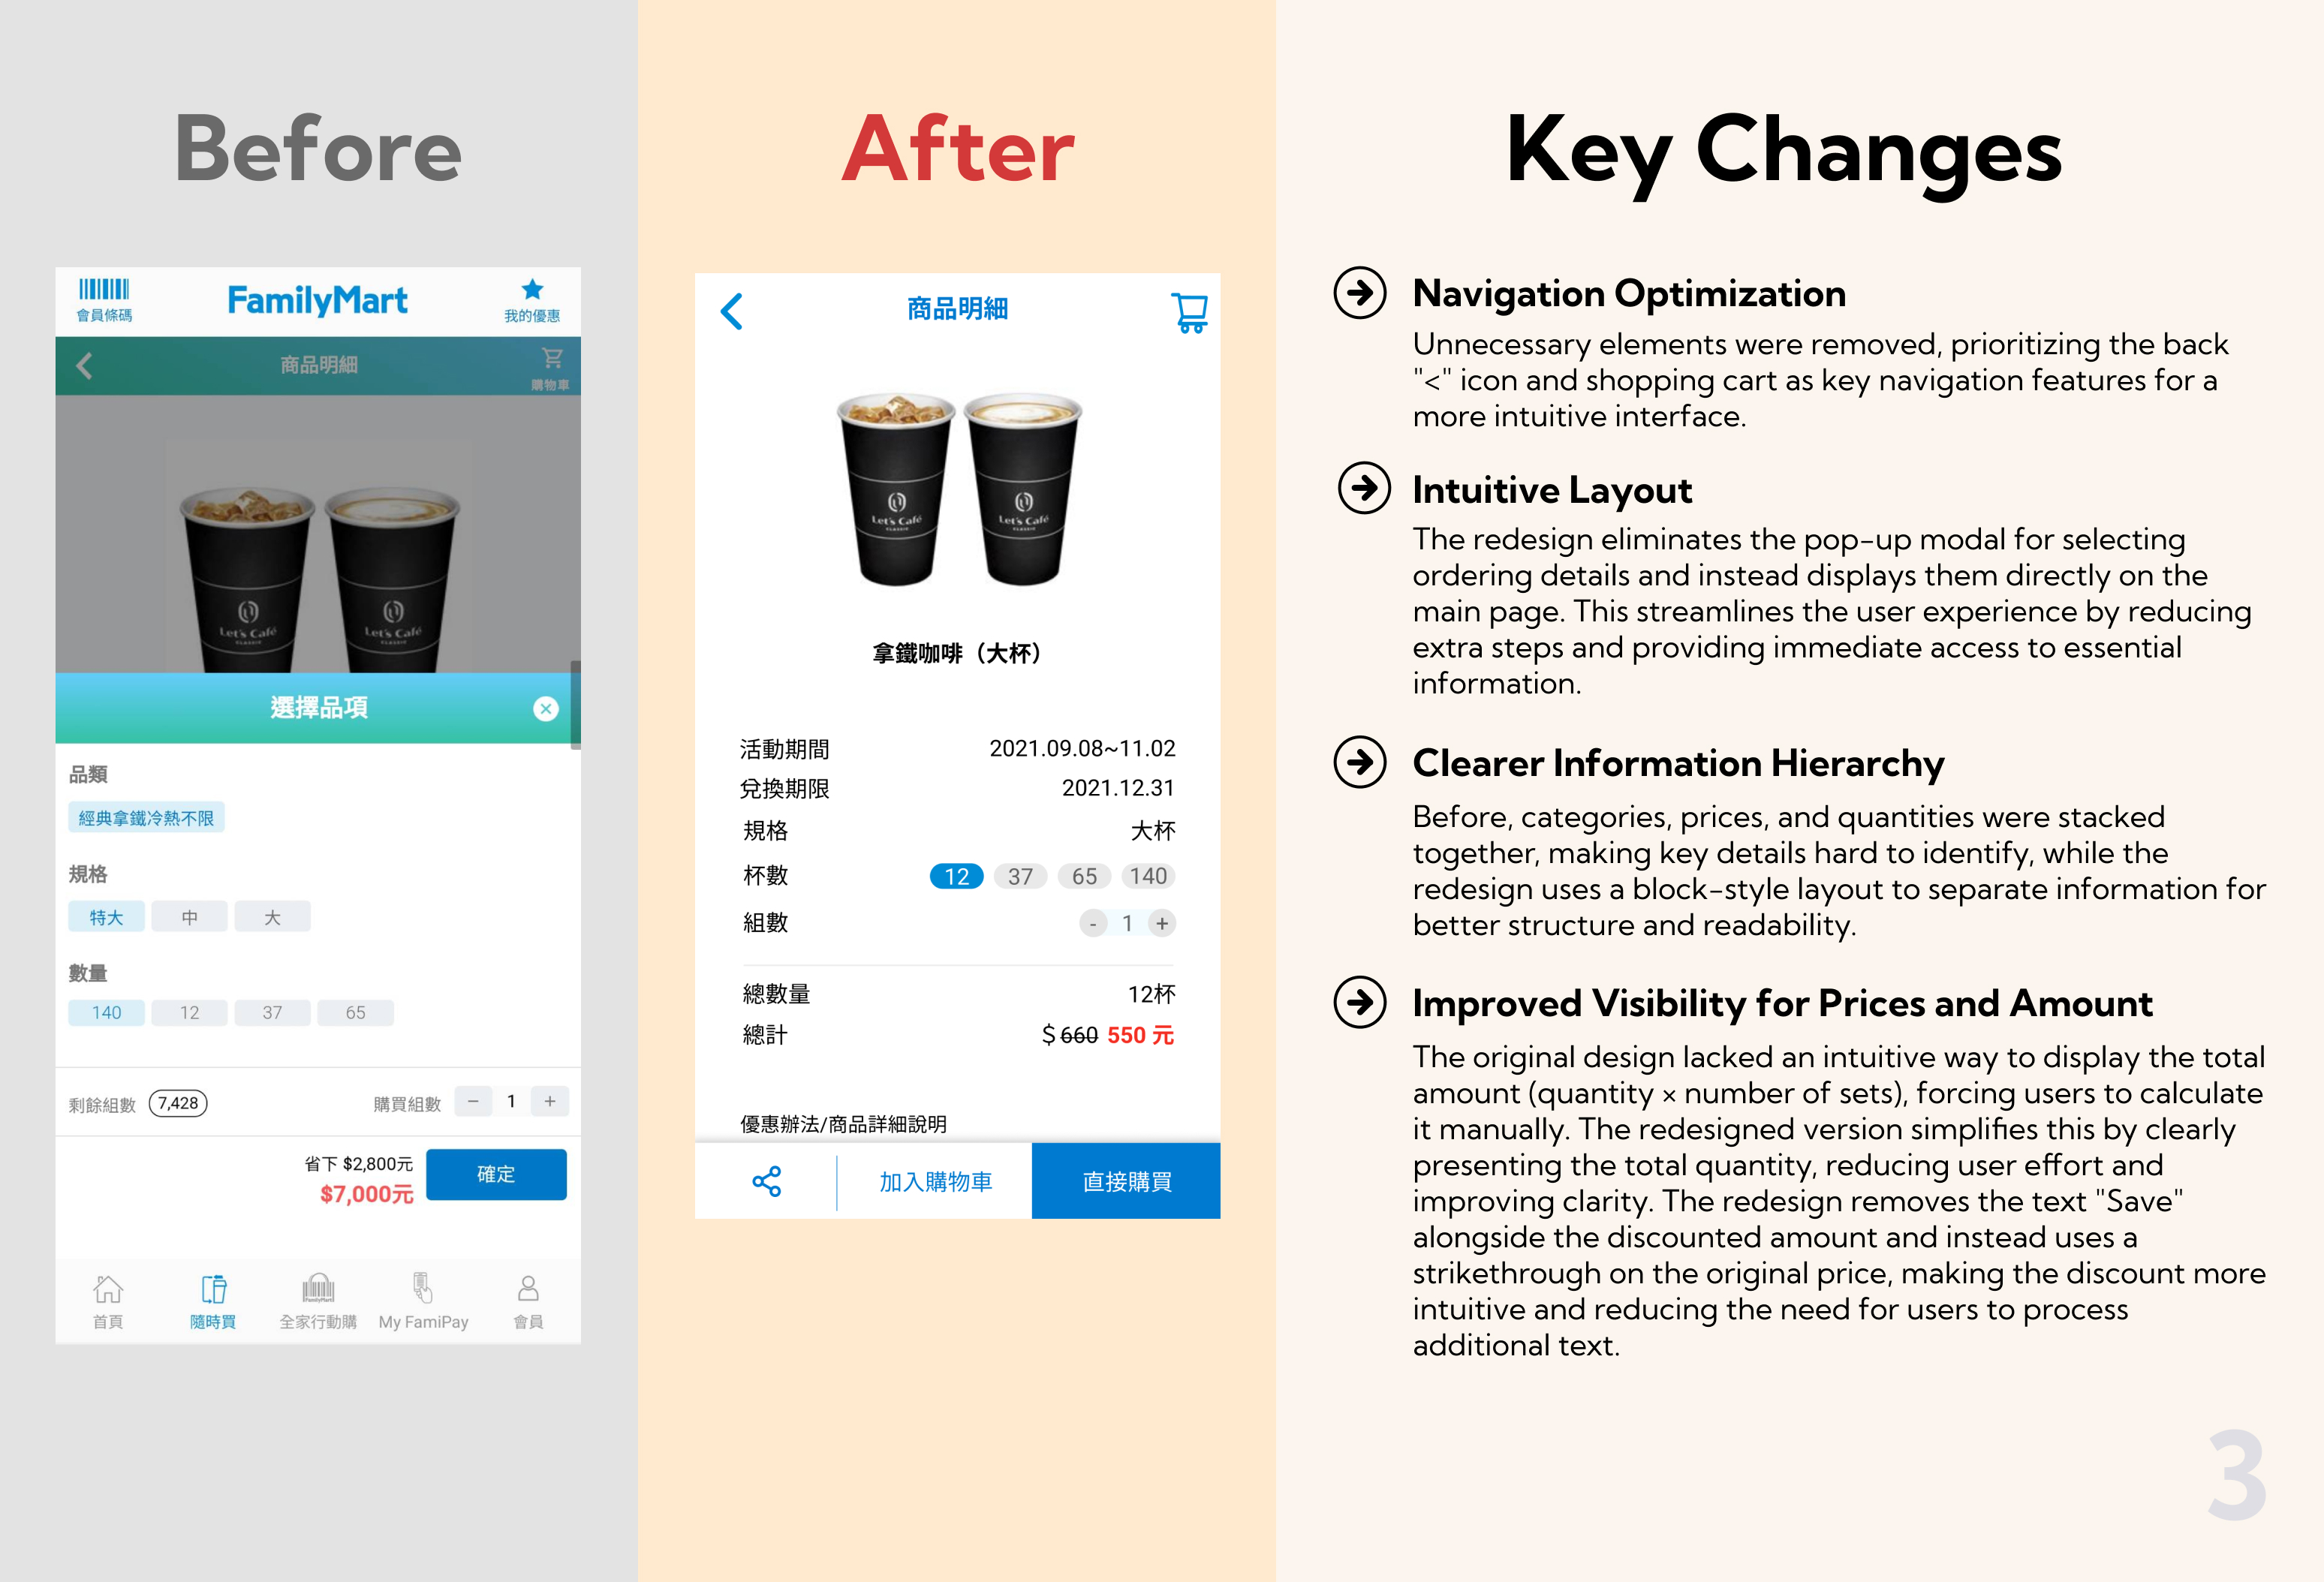 Before
會員條碼
FamilyMart
我的優惠
商品明細
購物車
Let's Café
CLASSIC
Let's Café
CLASSIC
選擇品項
品類
經典拿鐵冷熱不限
規格
特大 中 大
數量
140 12 37 65
剩餘組數 7,428 購買組數 − 1 +
省下 $2,800元
$7,000元
確定
首頁 隨時買 全家行動購 My FamiPay 會員
After
< 商品明細
Let's Café
CLASSIC
Let's Café
CLASSIC
拿鐵咖啡（大杯）
活動期間 2021.09.08~11.02
兌換期限 2021.12.31
規格 大杯
杯數 12 37 65 140
組數 - 1 +
總數量 12杯
總計 $660 550 元
優惠辦法/商品詳細說明
加入購物車 直接購買
Key Changes
Navigation Optimization
Unnecessary elements were removed, prioritizing the back
"<" icon and shopping cart as key navigation features for a
more intuitive interface.
Intuitive Layout
The redesign eliminates the pop-up modal for selecting
ordering details and instead displays them directly on the
main page. This streamlines the user experience by reducing
extra steps and providing immediate access to essential
information.
Clearer Information Hierarchy
Before, categories, prices, and quantities were stacked
together, making key details hard to identify, while the
redesign uses a block-style layout to separate information for
better structure and readability.
Improved Visibility for Prices and Amount
The original design lacked an intuitive way to display the total
amount (quantity × number of sets), forcing users to calculate
it manually. The redesigned version simplifies this by clearly
presenting the total quantity, reducing user effort and
improving clarity. The redesign removes the text "Save"
alongside the discounted amount and instead uses a
strikethrough on the original price, making the discount more
intuitive and reducing the need for users to process
additional text.
3